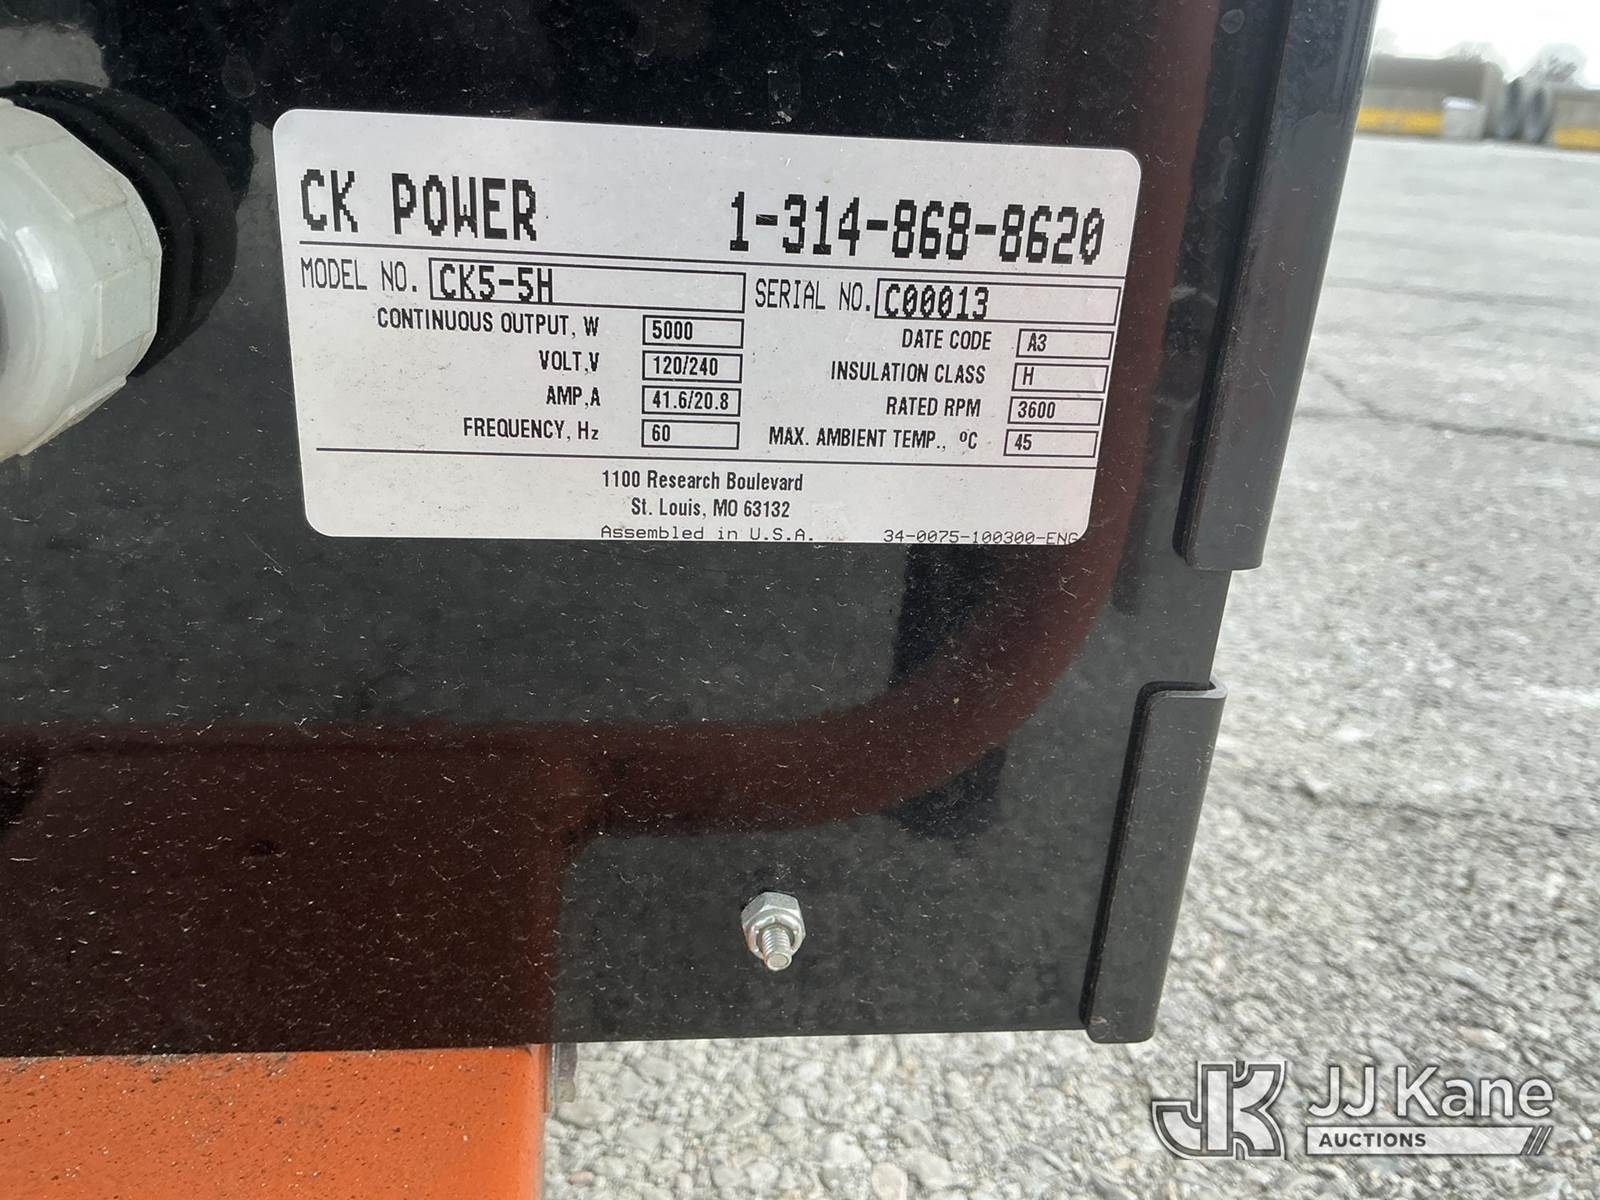 CK POWER 1-314-868-8620
MODEL NO. CK5-5H SERIAL NO. C00013
CONTINUOUS OUTPUT, W 5000 DATE CODE A3
VOLT,V 120/240 INSULATION CLASS H
AMP,A 41.6/20.8 RATED RPM 3600
FREQUENCY, Hz 60 MAX. AMBIENT TEMP., ºC 45
1100 Research Boulevard
St. Louis, MO 63132
Assembled in U.S.A. 34-0075-100300-ENG
JJ Kane
AUCTIONS